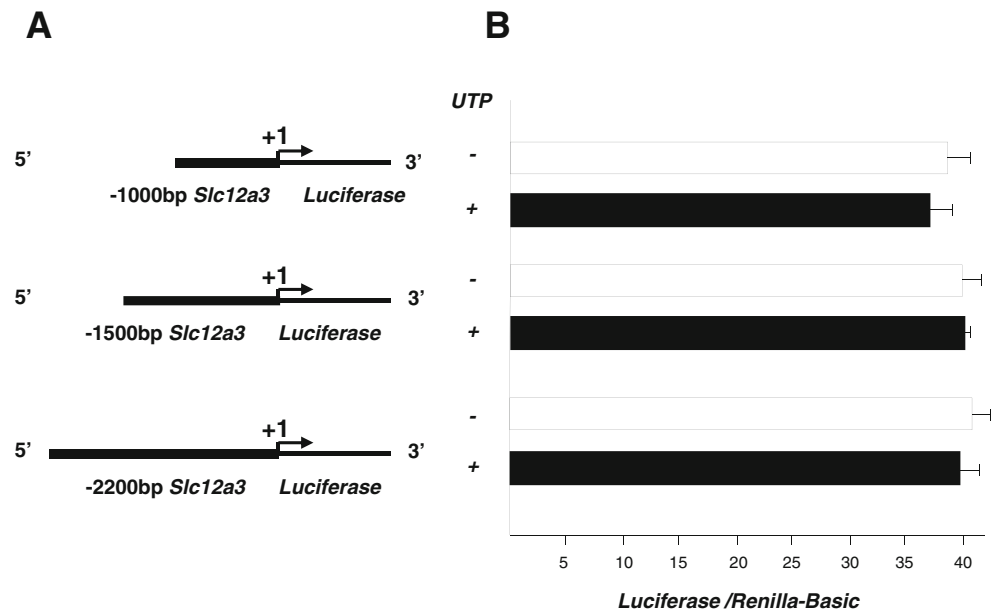 A
B
UTP
+1
5’
3’
-1000bp Slc12a3 Luciferase
-
+
+1
5’
3’
-1500bp Slc12a3 Luciferase
-
+
+1
5’
3’
-2200bp Slc12a3 Luciferase
-
+
5 10 15 20 25 30 35 40
Luciferase /Renilla-Basic